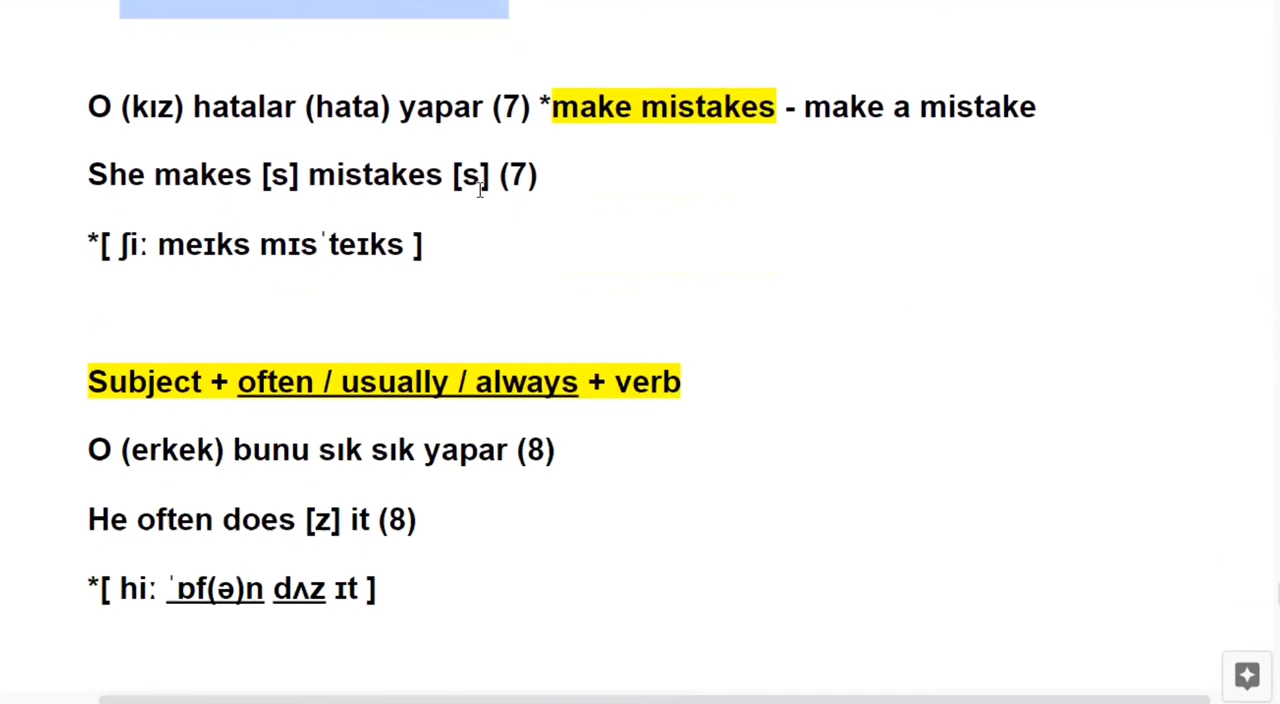 O (kız) hatalar (hata) yapar (7) *make mistakes - make a mistake
She makes [s] mistakes [s] (7)
*[ ʃiː meɪks mɪsˈteɪks ]
Subject + often / usually / always + verb
O (erkek) bunu sık sık yapar (8)
He often does [z] it (8)
*[ hiː ˈɒf(ə)n dʌz ɪt ]